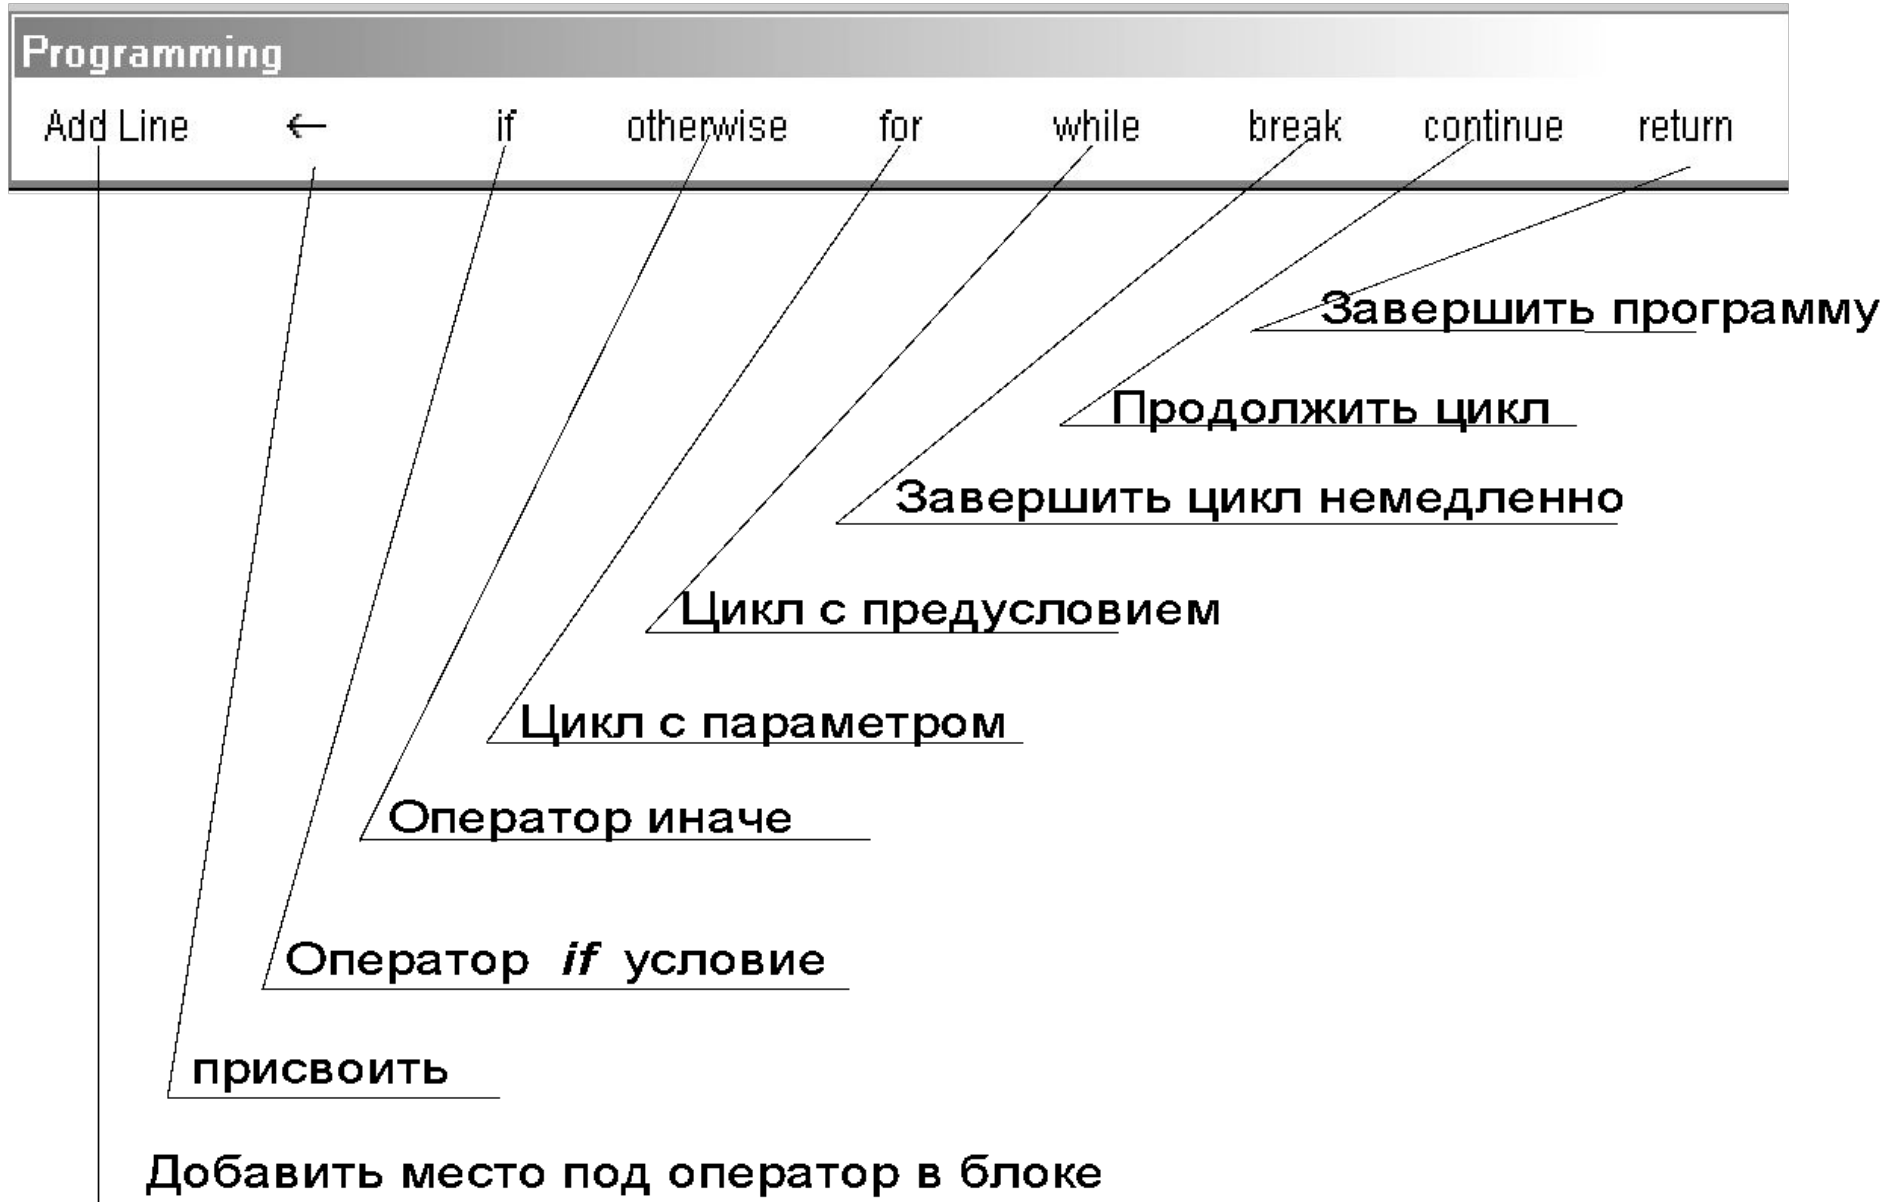 Programming
Add Line ← if otherwise for while break continue return
Завершить программу
Продолжить цикл
Завершить цикл немедленно
Цикл с предусловием
Цикл с параметром
Оператор иначе
Оператор if условие
присвоить
Добавить место под оператор в блоке